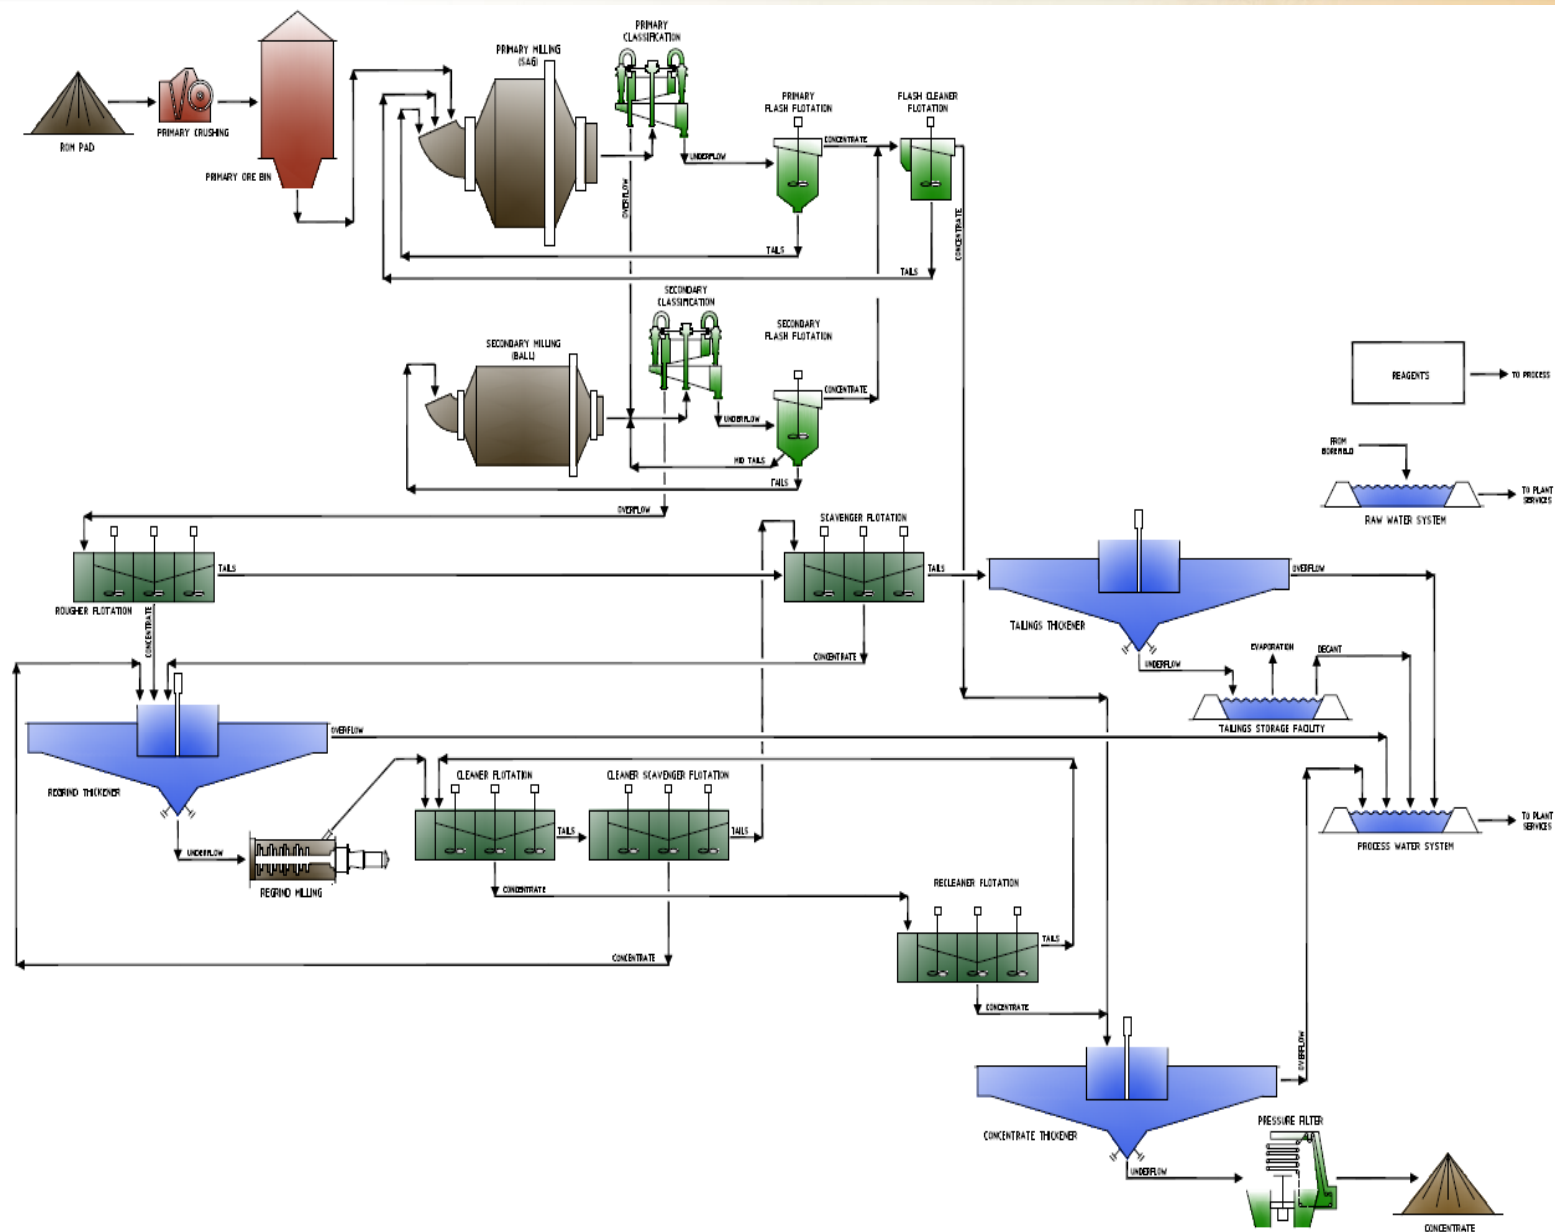 PRIMARY
CLASSIFICATION
PRIMARY MILLING
(SAG)
PRIMARY
FLASH FLOTATION
FLASH CLEANER
FLOTATION
ROM PAD
PRIMARY CRUSHING
PRIMARY ORE BIN
UNDERFLOW
CONCENTRATE
OVERFLOW
CONCENTRATE
TAILS
TAILS
SECONDARY
CLASSIFICATION
SECONDARY
FLASH FLOTATION
SECONDARY MILLING
(BALL)
CONCENTRATE
UNDERFLOW
MID TAILS
TAILS
OVERFLOW
REAGENTS
TO PROCESS
FROM
BOREFIELD
TO PLANT
SERVICES
RAW WATER SYSTEM
SCAVENGER FLOTATION
TAILS
TAILS
OVERFLOW
ROUGHER FLOTATION
CONCENTRATE
TAILINGS THICKENER
CONCENTRATE
UNDERFLOW
EVAPORATION
DECANT
TAILINGS STORAGE FACILITY
OVERFLOW
REGRIND THICKENER
CLEANER FLOTATION
CLEANER SCAVENGER FLOTATION
TAILS
TAILS
UNDERFLOW
REGRIND MILLING
TO PLANT
SERVICES
PROCESS WATER SYSTEM
CONCENTRATE
RECLEANER FLOTATION
TAILS
CONCENTRATE
CONCENTRATE
OVERFLOW
CONCENTRATE THICKENER
PRESSURE FILTER
UNDERFLOW
CONCENTRATE